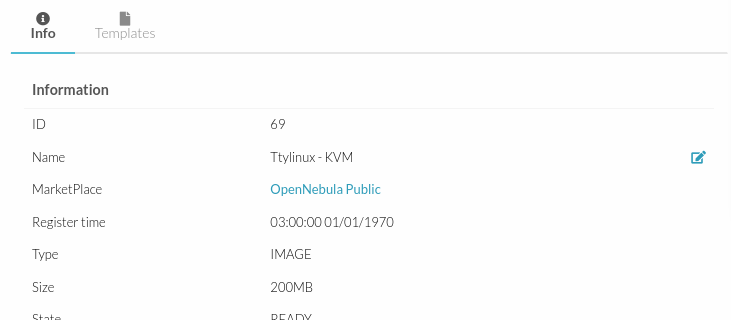 Info
Templates
Information
ID 69
Name Ttylinux - KVM
MarketPlace OpenNebula Public
Register time 03:00:00 01/01/1970
Type IMAGE
Size 200MB
State READY